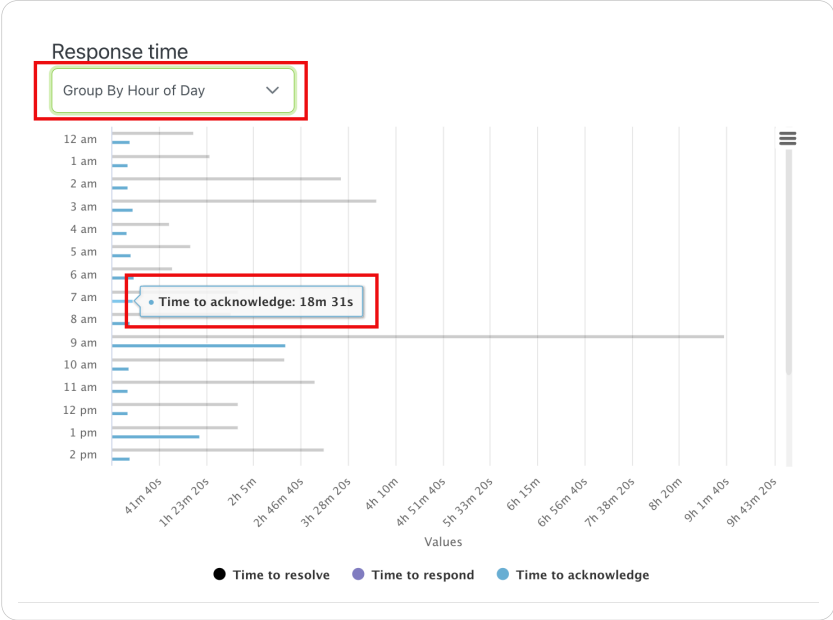 Response time
Group By Hour of Day
12 am
1 am
2 am
3 am
4 am
5 am
6 am
7 am
Time to acknowledge: 18m 31s
8 am
9 am
10 am
11 am
12 pm
1 pm
2 pm
41m 40s
1h 23m 20s
2h 5m
2h 46m 40s
3h 28m 20s
4h 10m
4h 51m 40s
5h 33m 20s
6h 15m
6h 56m 40s
7h 38m 20s
8h 20m
9h 1m 40s
9h 43m 20s
Values
Time to resolve
Time to respond
Time to acknowledge